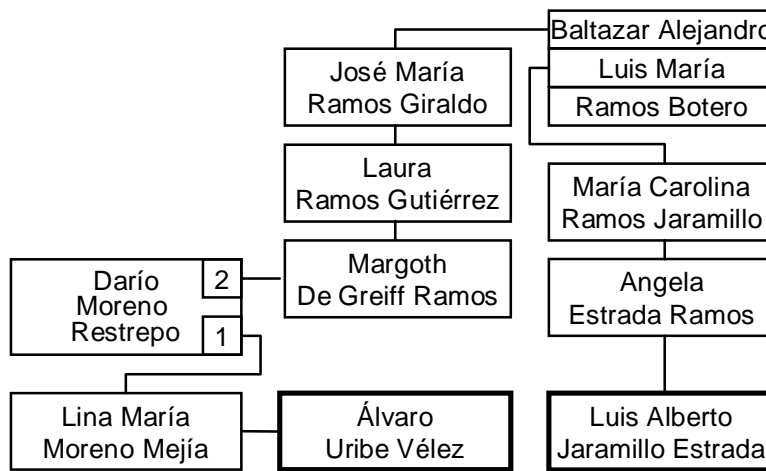 Baltazar Alejandro
Luis María
Ramos Botero
José María
Ramos Giraldo
Laura
Ramos Gutiérrez
María Carolina
Ramos Jaramillo
Margoth
De Greiff Ramos
Angela
Estrada Ramos
Darío
Moreno
Restrepo
2
1
Lina María
Moreno Mejía
Álvaro
Uribe Vélez
Luis Alberto
Jaramillo Estrada